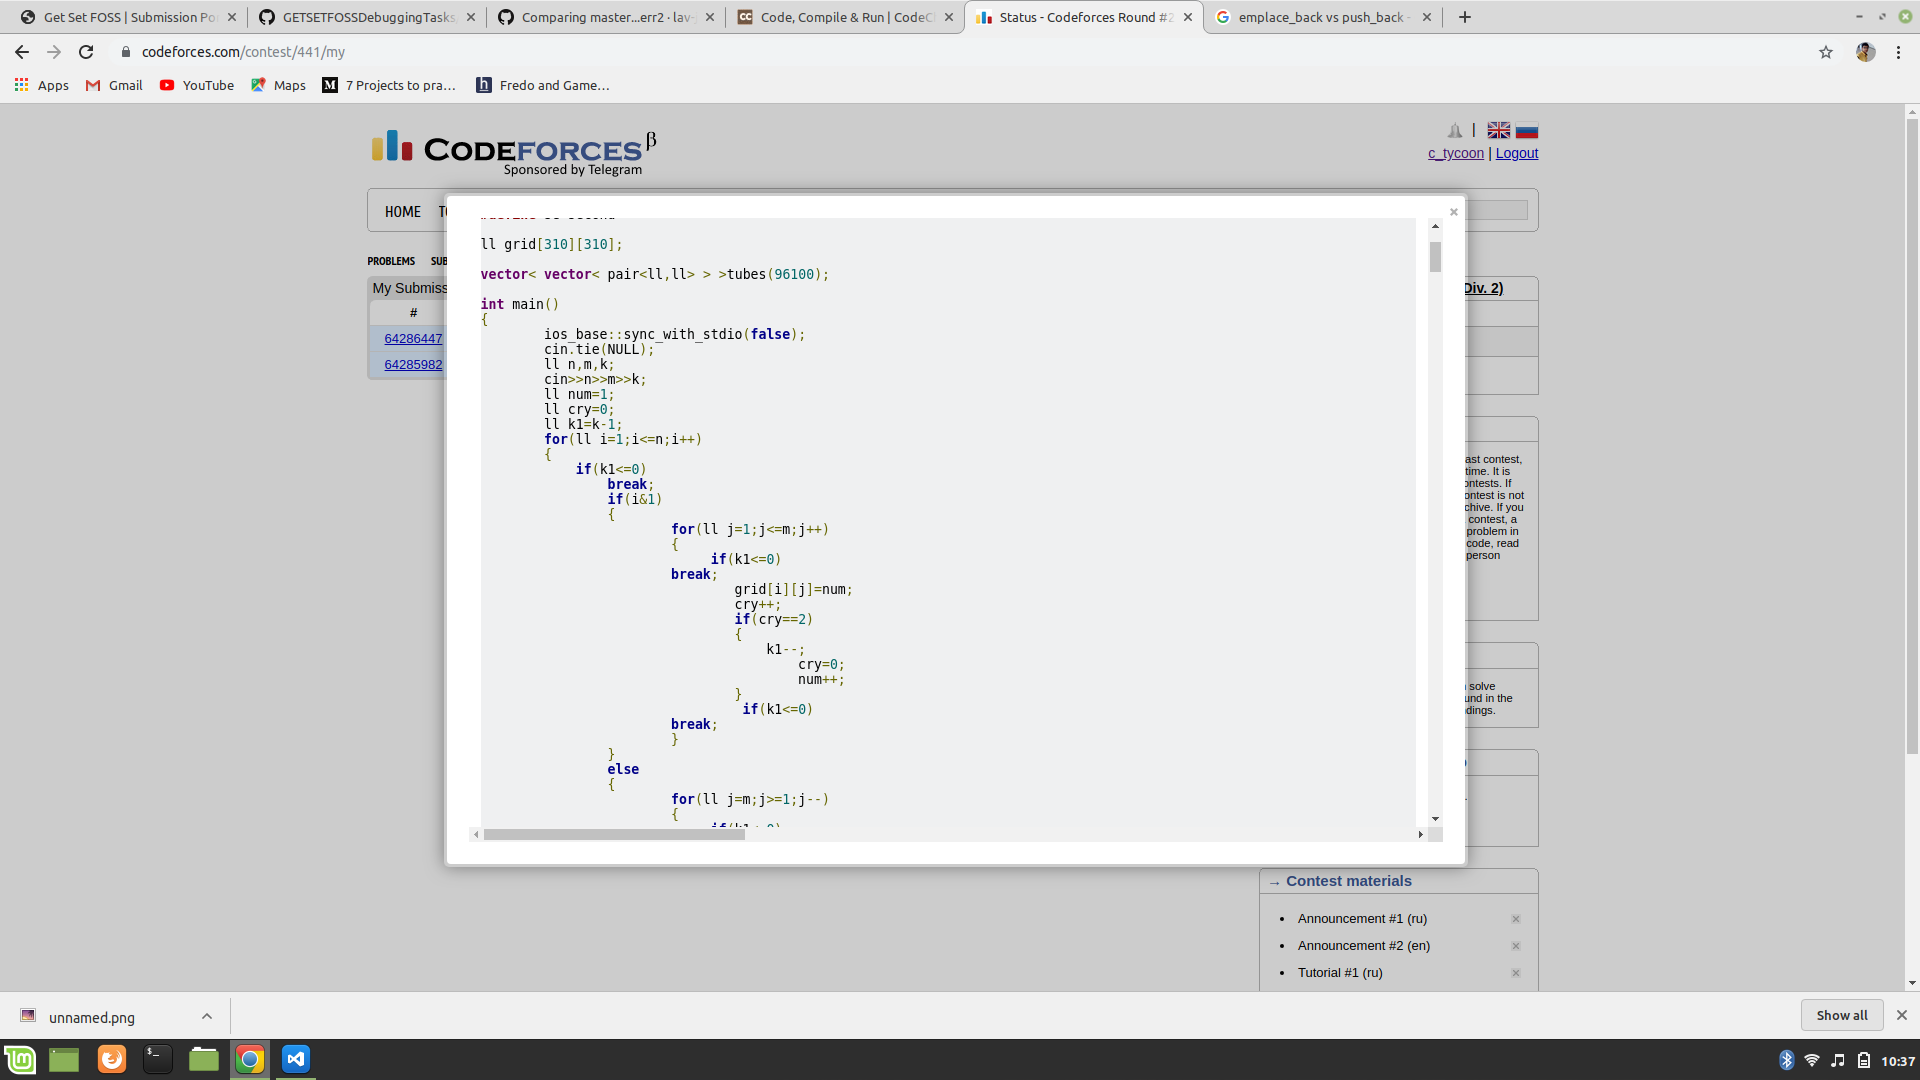 Get Set FOSS | Submission Po
GETSETFOSSDebuggingTasks
Comparing master...err2 · lav-
Code, Compile & Run | CodeC
Status - Codeforces Round #2
emplace_back vs push_back -
codeforces.com/contest/441/my
Apps
Gmail
YouTube
Maps
7 Projects to pra...
Fredo and Game...
CODEFORCES β
Sponsored by Telegram
c_tycoon | Logout
HOME
PROBLEMS
My Submiss
#
64286447
64285982
ll grid[310][310];
vector< vector< pair<ll,ll> > >tubes(96100);
int main()
{
ios_base::sync_with_stdio(false);
cin.tie(NULL);
ll n,m,k;
cin>>n>>m>>k;
ll num=1;
ll cry=0;
ll k1=k-1;
for(ll i=1;i<=n;i++)
{
if(k1<=0)
break;
if(i&1)
{
for(ll j=1;j<=m;j++)
{
if(k1<=0)
break;
grid[i][j]=num;
cry++;
if(cry==2)
{
k1--;
cry=0;
num++;
}
if(k1<=0)
break;
}
}
else
{
for(ll j=m;j>=1;j--)
{
Div. 2)
ast contest,
time. It is
ontests. If
ontest is not
chive. If you
contest, a
problem in
code, read
person
solve
und in the
dings.
→ Contest materials
• Announcement #1 (ru)
• Announcement #2 (en)
• Tutorial #1 (ru)
unnamed.png
Show all
10:37